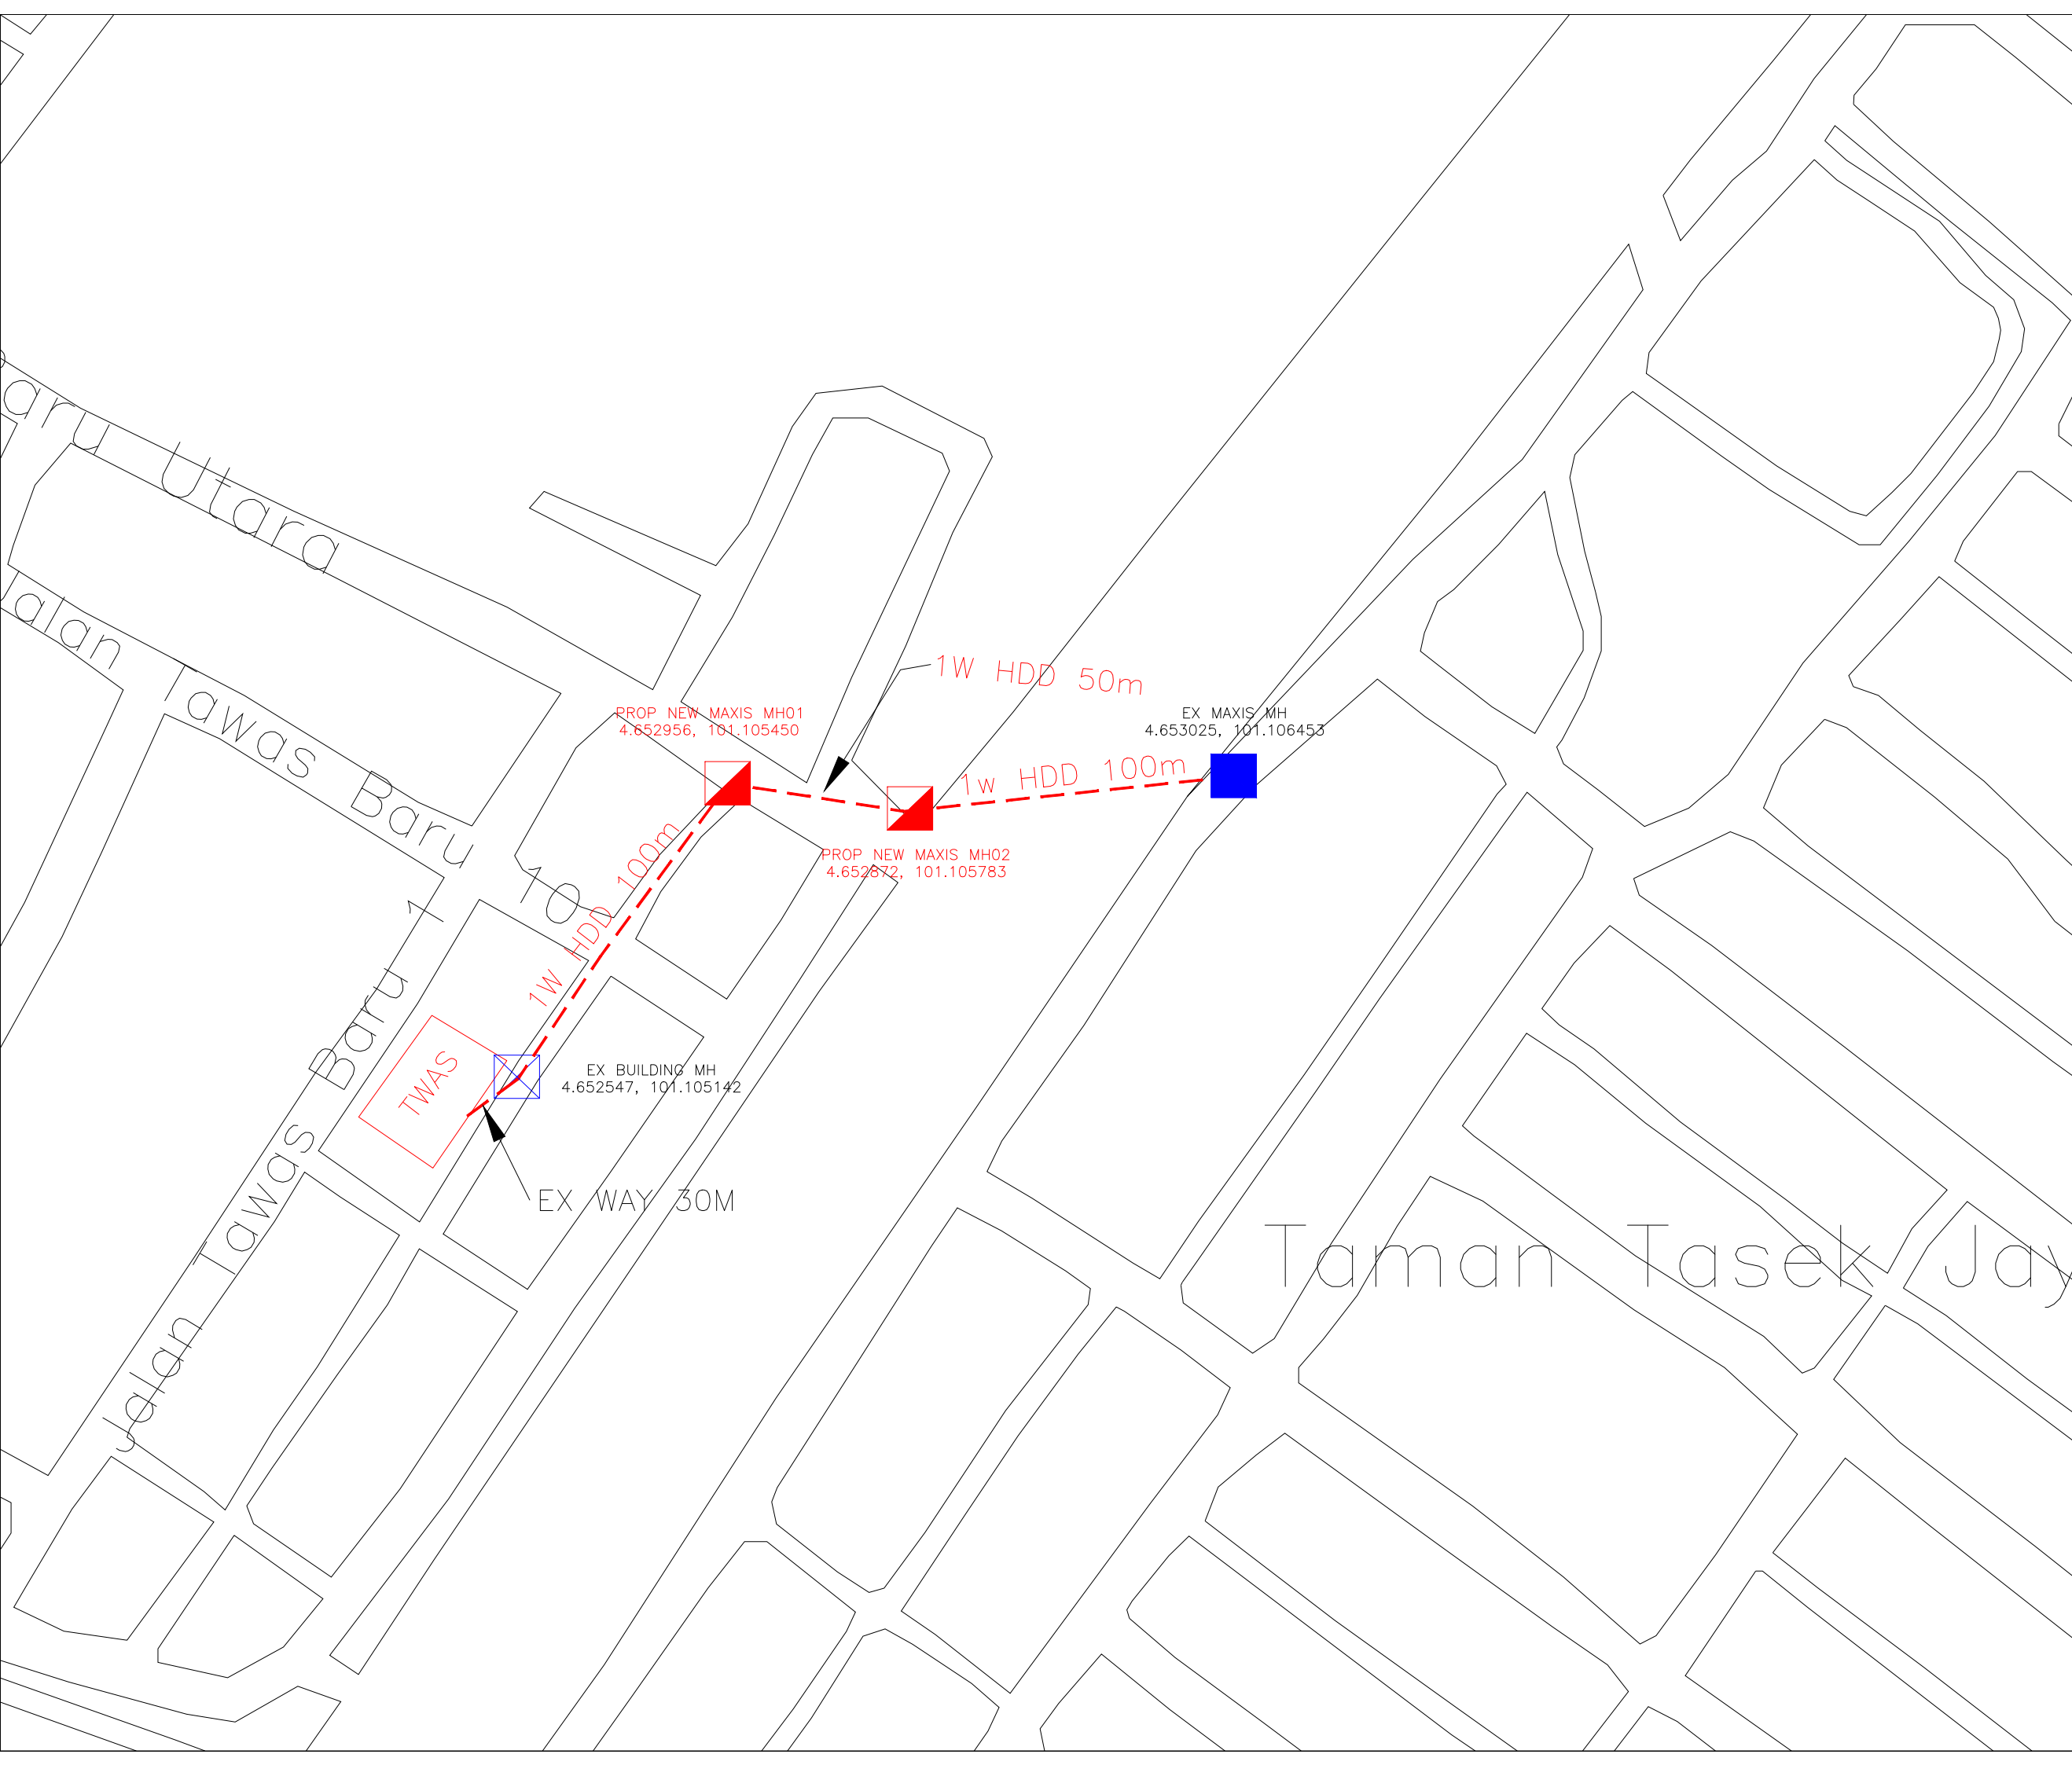 Utara
Jalan Tawas Baru 10
1W HDD 50m
PROP NEW MAXIS MH01
4.652956, 101.105450
EX MAXIS MH
4.653025, 101.106453
1w HDD 100m
PROP NEW MAXIS MH02
4.652872, 101.105783
1W HDD 100m
TWAS
EX BUILDING MH
4.652547, 101.105142
EX WAY 30M
Jalan Tawas Baru 1
Taman Tasek Jay